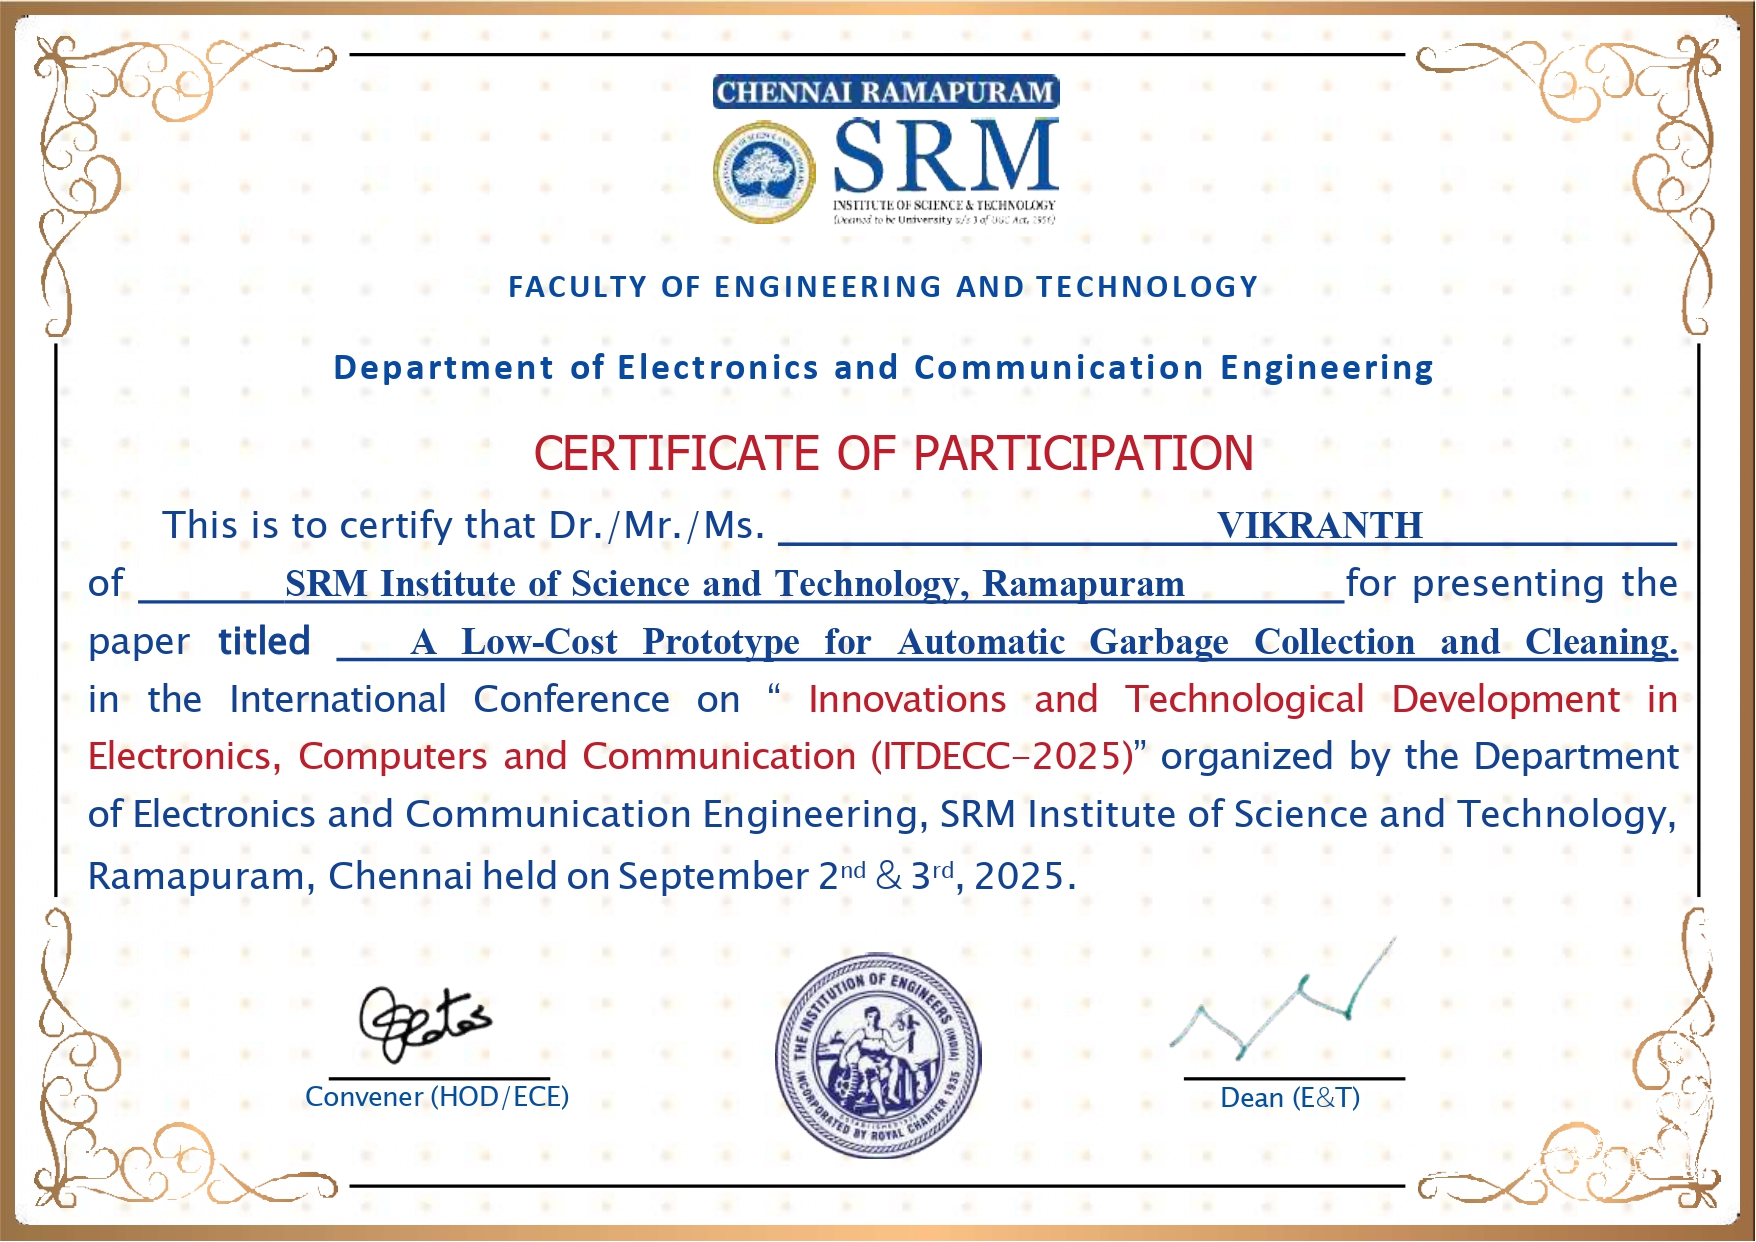 CHENNAI RAMAPURAM
SRM
INSTITUTE OF SCIENCE & TECHNOLOGY
(Deemed to be University u/s 3 of UGC Act, 1956)
FACULTY OF ENGINEERING AND TECHNOLOGY
Department of Electronics and Communication Engineering
CERTIFICATE OF PARTICIPATION
This is to certify that Dr./Mr./Ms. VIKRANTH
of SRM Institute of Science and Technology, Ramapuram for presenting the
paper titled A Low-Cost Prototype for Automatic Garbage Collection and Cleaning.
in the International Conference on “ Innovations and Technological Development in
Electronics, Computers and Communication (ITDECC-2025)” organized by the Department
of Electronics and Communication Engineering, SRM Institute of Science and Technology,
Ramapuram, Chennai held on September 2nd & 3rd, 2025.
THE INSTITUTION OF ENGINEERS (INDIA)
INCORPORATED BY ROYAL CHARTER 1935
Convener (HOD/ECE)
Dean (E&T)